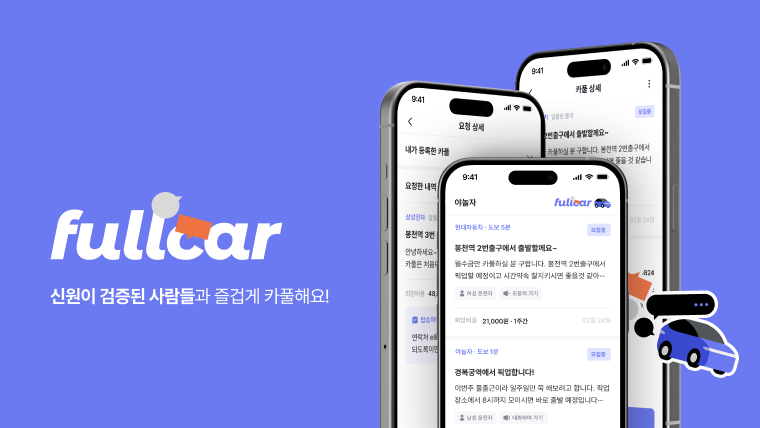 fullcar
신원이 검증된 사람들과 즐겁게 카풀해요!
9:41
요청 상세
내가 등록한 카풀
요청한 내역
삼성전자
봉천역 3번
안녕하세요~
카풀은 처음이
희망비용 48,
탑승자
연락처
되도록이면
9:41
카풀 상세
모집중
2번출구에서 출발할께요~
카풀하실 분 구합니다. 봉천역 2번출구에서
02월 24일
9:41
야놀자
fullcar
현대자동차 · 도보 5분
모집중
봉천역 2번출구에서 출발할께요~
월수금만 카풀하실 분 구합니다. 봉천역 2번출구에서
픽업할 예정이고 시간약속 잘지키시면 좋을것 같아…
여성 운전자
조용히 가기
희망비용 21,000원 · 1주간
02월 24일
야놀자 · 도보 1분
모집중
경복궁역에서 픽업합니다!
이번주 풀출근이라 일주일만 쭉 해보려고 합니다. 픽업
장소에서 8시까지 모이시면 바로 출발 예정입니다…
남성 운전자
대화하며 가기